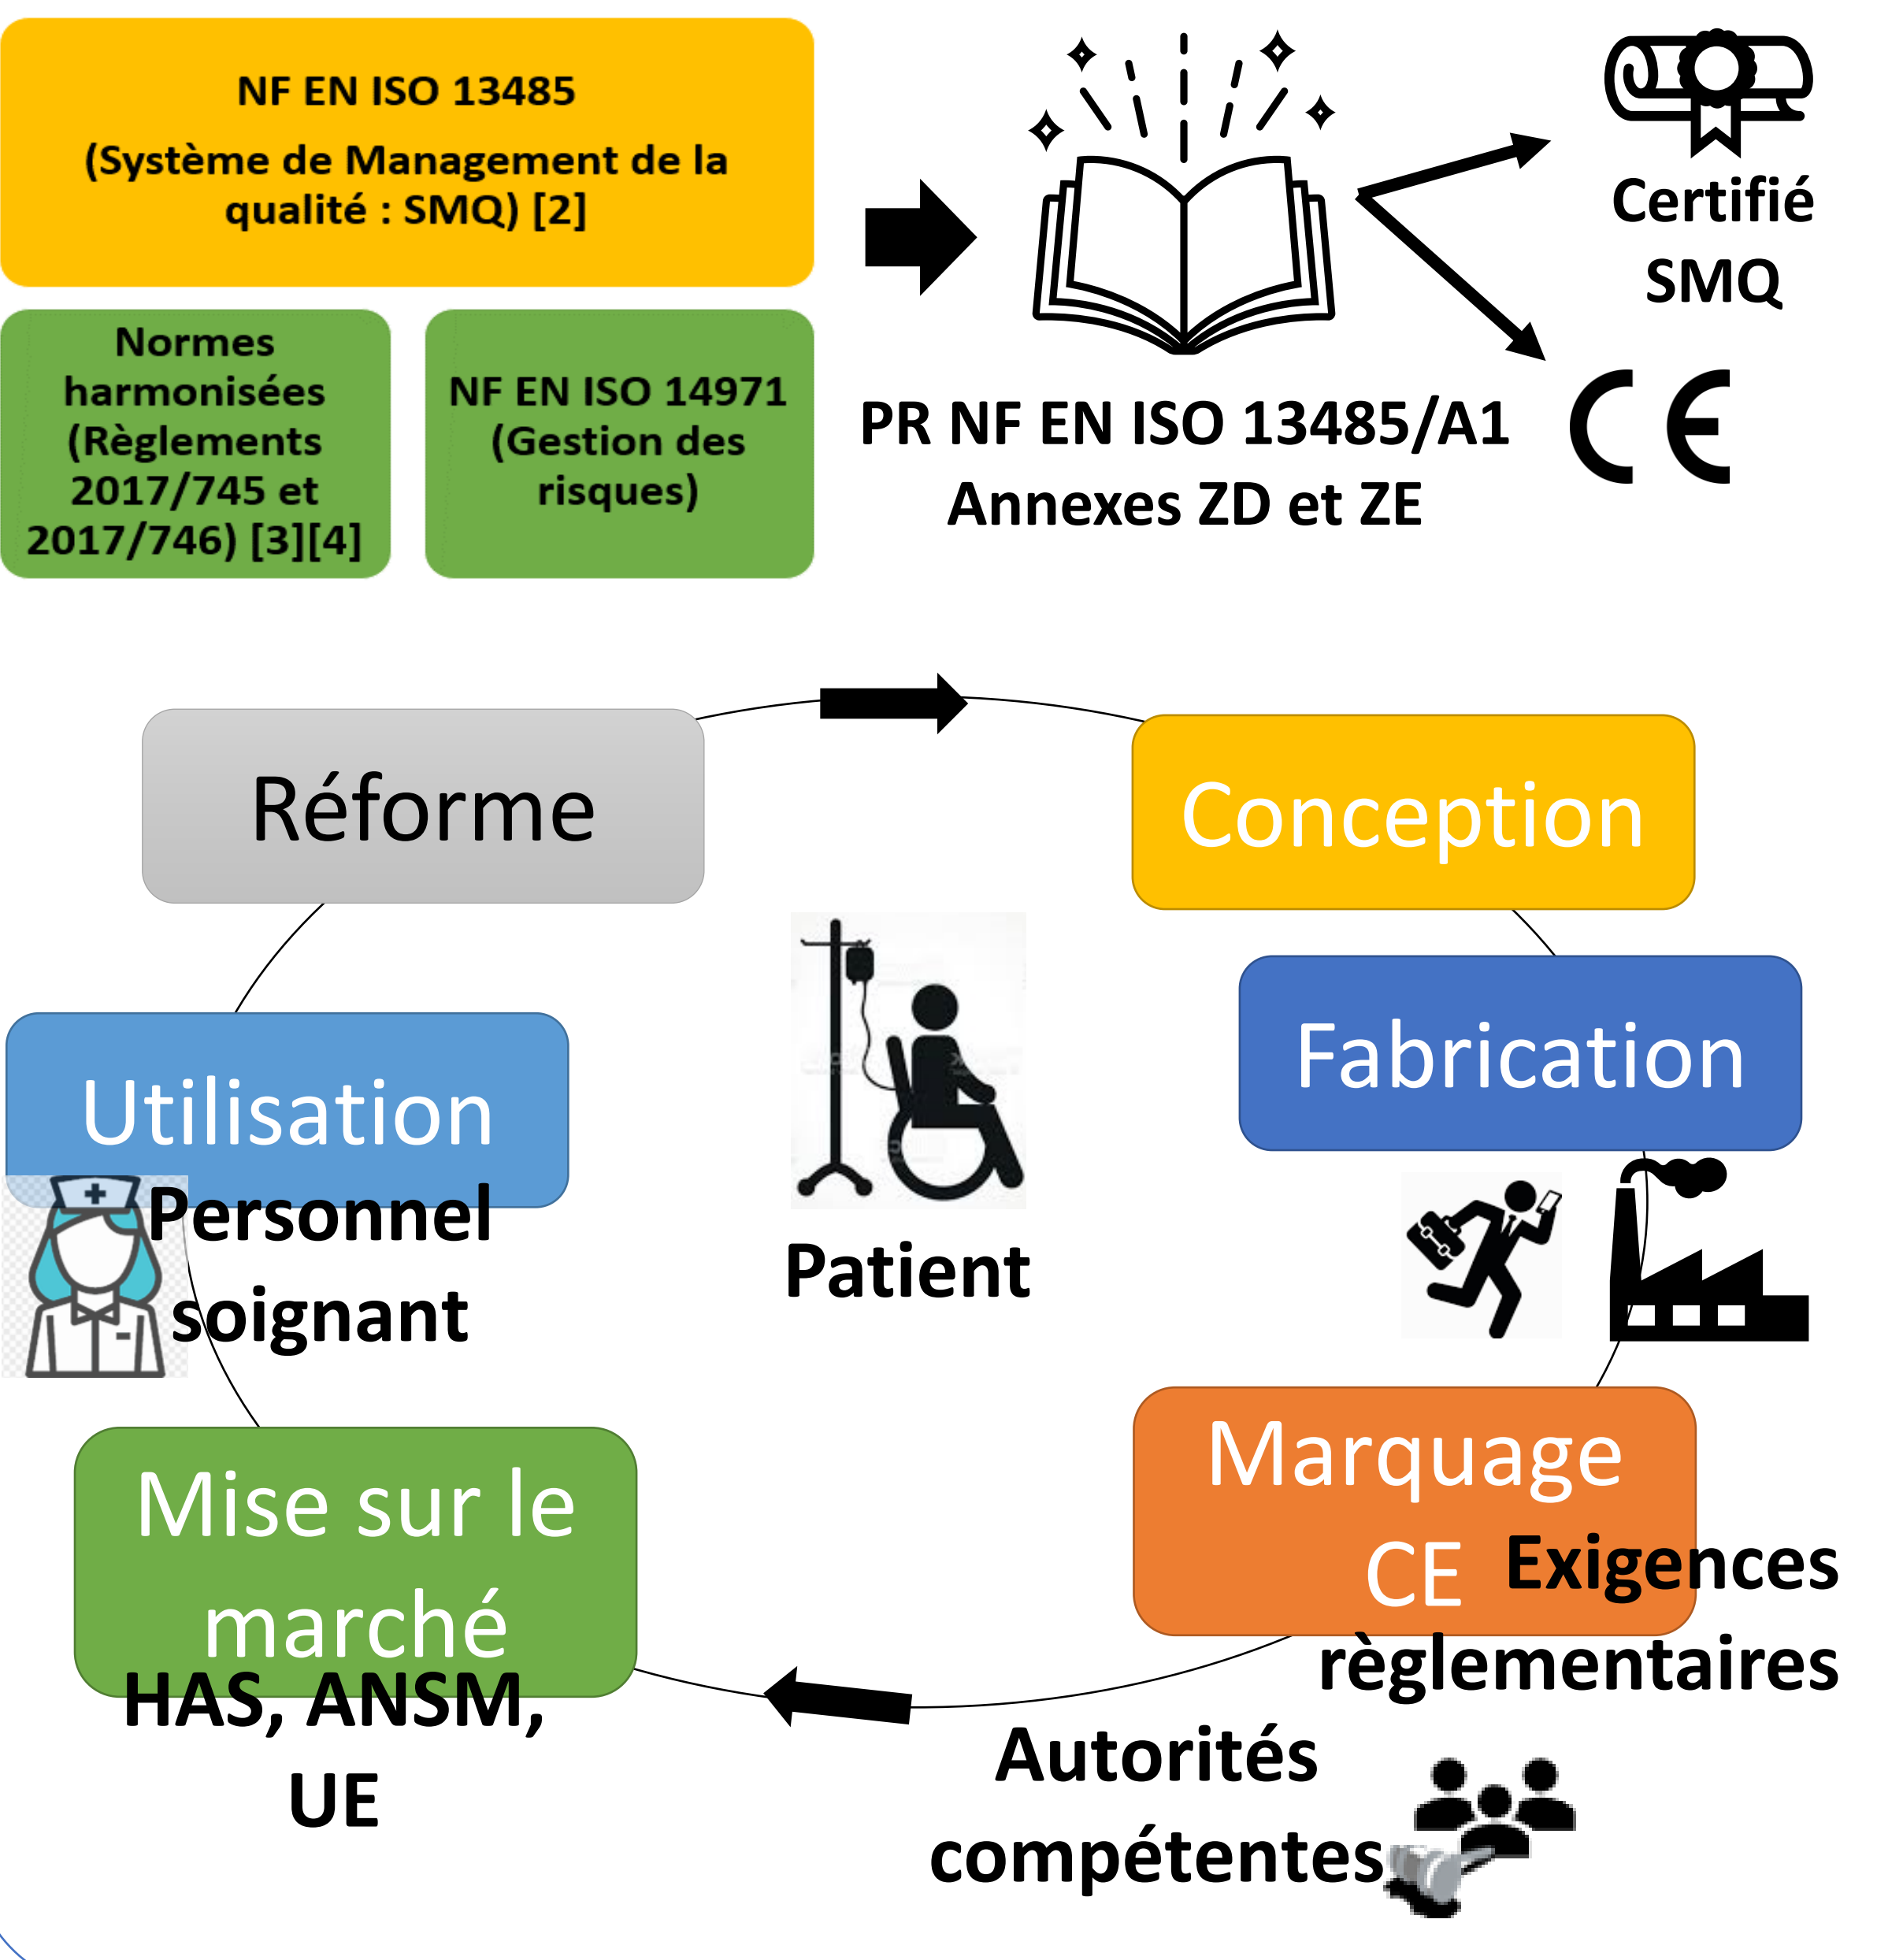 NF EN ISO 13485
(Système de Management de la
qualité : SMQ) [2]
Normes
harmonisées
(Règlements
2017/745 et
2017/746) [3][4]
NF EN ISO 14971
(Gestion des
risques)
PR NF EN ISO 13485/A1
Annexes ZD et ZE
Certifié
SMQ
CE
Réforme
Conception
Fabrication
Utilisation
Personnel
soignant
Patient
Marquage
CE
Exigences
règlementaires
Mise sur le
marché
HAS, ANSM,
UE
Autorités
compétentes